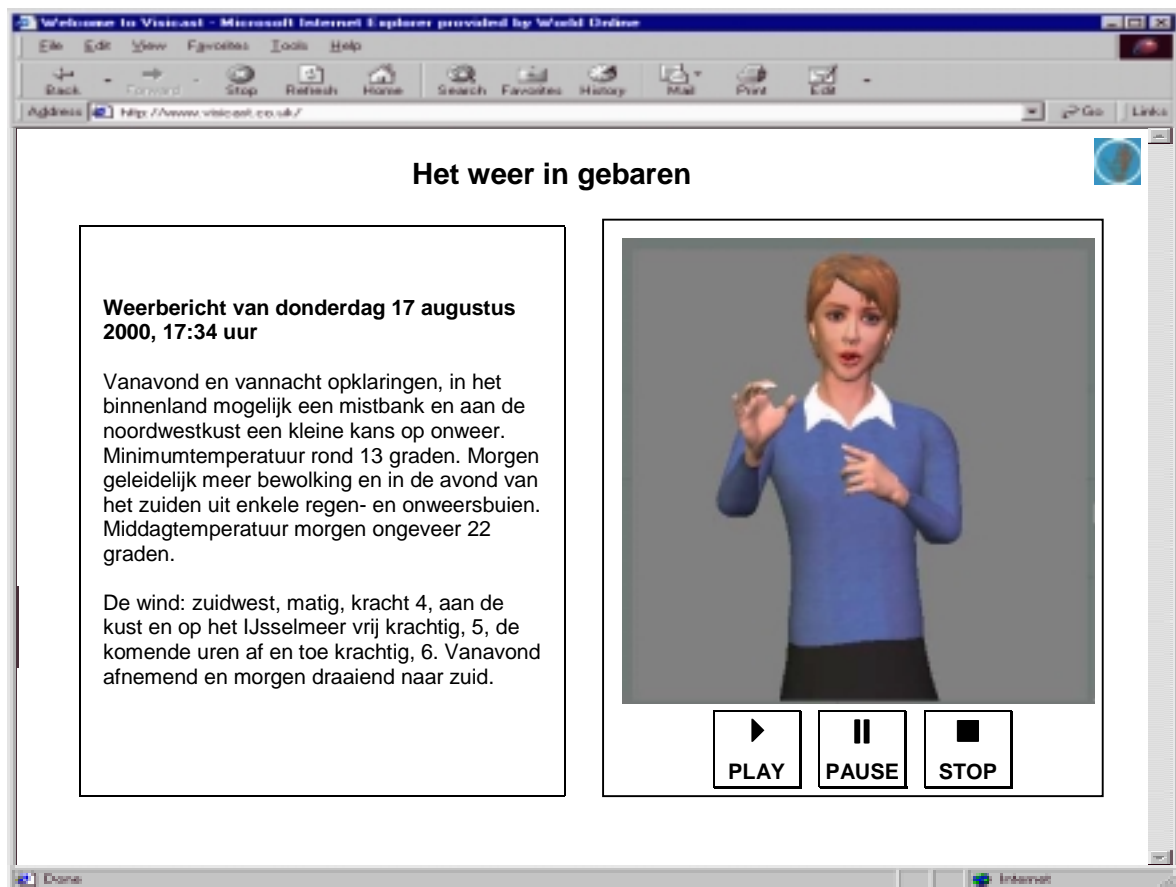 Welcome to Visicast - Microsoft Internet Explorer provided by World Online
File Edit View Favorites Tools Help
Back Forward Stop Refresh Home Search Favorites History Mail Print Edit
Address http://www.visicast.co.uk/ Go Links
Het weer in gebaren
Weerbericht van donderdag 17 augustus
2000, 17:34 uur
Vanavond en vannacht opklaringen, in het
binnenland mogelijk een mistbank en aan de
noordwestkust een kleine kans op onweer.
Minimumtemperatuur rond 13 graden. Morgen
geleidelijk meer bewolking en in de avond van
het zuiden uit enkele regen- en onweersbuien.
Middagtemperatuur morgen ongeveer 22
graden.
De wind: zuidwest, matig, kracht 4, aan de
kust en op het IJsselmeer vrij krachtig, 5, de
komende uren af en toe krachtig, 6. Vanavond
afnemend en morgen draaiend naar zuid.
PLAY PAUSE STOP
Done Internet